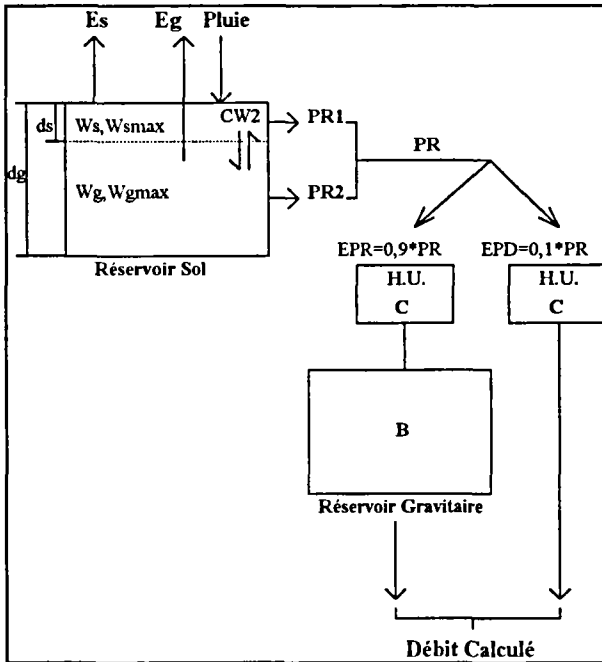 Es Eg Pluie
ds Ws,Wsmax CW2 PR1
PR
dg Wg,Wgmax PR2
Réservoir Sol
EPR=0,9*PR EPD=0,1*PR
H.U. H.U.
C C
B
Réservoir Gravitaire
Débit Calculé